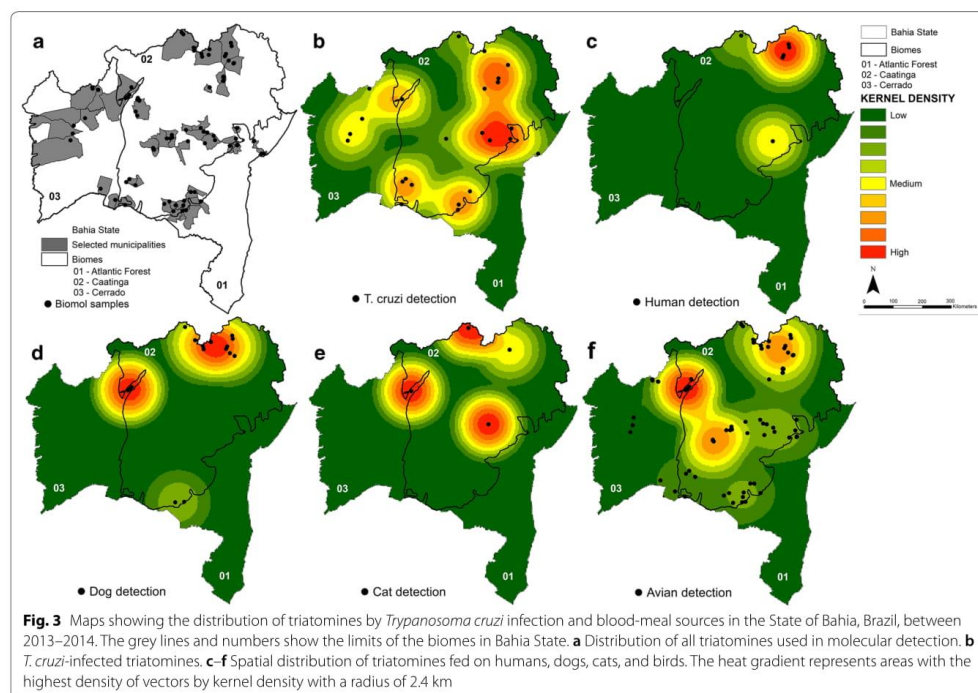 a
02
03
01
Bahia State
Selected municipalities
Biomes
01 - Atlantic Forest
02 - Caatinga
03 - Cerrado
Biomol samples
b
02
03
01
T. cruzi detection
c
02
03
01
Human detection
Bahia State
Biomes
01 - Atlantic Forest
02 - Caatinga
03 - Cerrado
KERNEL DENSITY
Low
Medium
High
N
0 50 100 200 300
Kilometers
d
02
03
01
Dog detection
e
02
03
01
Cat detection
f
02
03
01
Avian detection
Fig. 3 Maps showing the distribution of triatomines by Trypanosoma cruzi infection and blood-meal sources in the State of Bahia, Brazil, between
2013–2014. The grey lines and numbers show the limits of the biomes in Bahia State. a Distribution of all triatomines used in molecular detection. b
T. cruzi-infected triatomines. c–f Spatial distribution of triatomines fed on humans, dogs, cats, and birds. The heat gradient represents areas with the
highest density of vectors by kernel density with a radius of 2.4 km